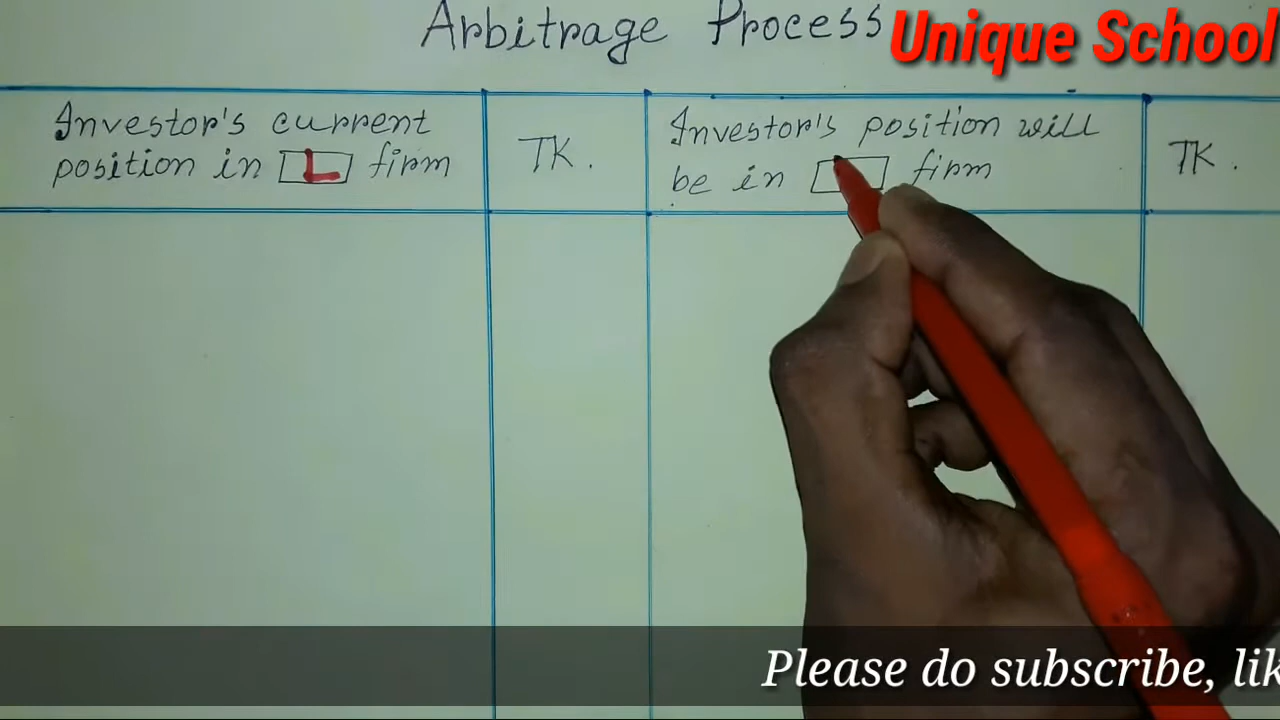 Arbitrage Process
Unique School
Investor's current
position in L firm
TK.
Investor's position will
be in firm
TK.
Please do subscribe, lik